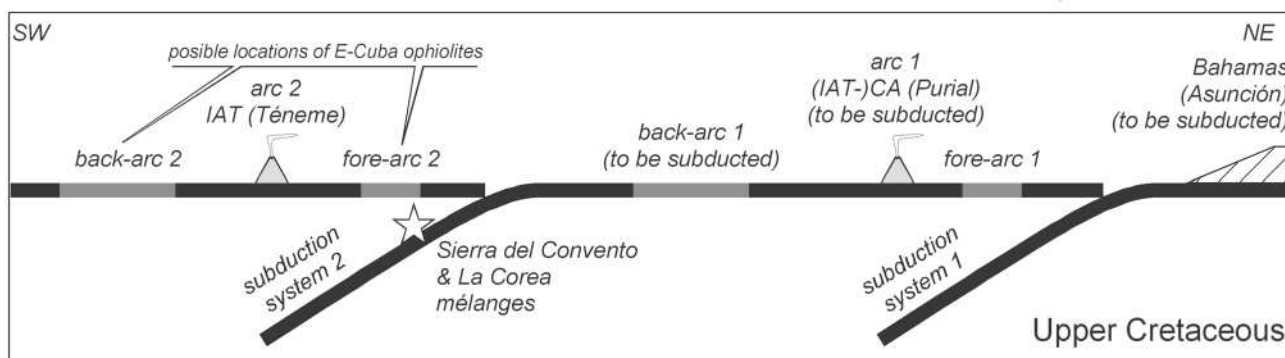 SW
NE
posible locations of E-Cuba ophiolites
arc 2
IAT (Téneme)
back-arc 2
fore-arc 2
arc 1
(IAT-)CA (Purial)
(to be subducted)
Bahamas
(Asunción)
(to be subducted)
back-arc 1
(to be subducted)
fore-arc 1
subduction
system 2
Sierra del Convento
& La Corea
mélanges
subduction
system 1
Upper Cretaceous